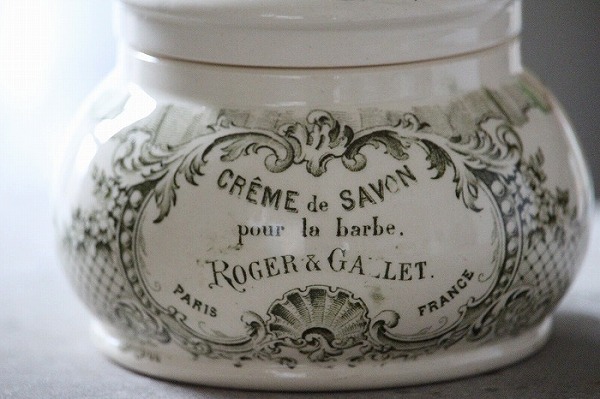 CRÊME de SAVON
pour la barbe.
ROGER & GALLET.
PARIS FRANCE